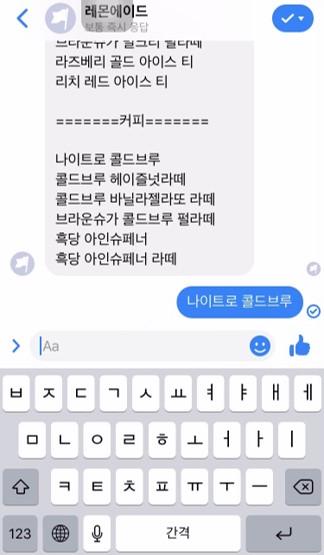 레몬에이드
보통 즉시 응답
브라운슈가 밀크티 펄라떼
라즈베리 골드 아이스 티
리치 레드 아이스 티
=======커피=======
나이트로 콜드브루
콜드브루 헤이즐넛라떼
콜드브루 바닐라젤라또 라떼
브라운슈가 콜드브루 펄라떼
흑당 아인슈페너
흑당 아인슈페너 라떼
나이트로 콜드브루
Aa
ㅂ ㅈ ㄷ ㄱ ㅅ ㅛ ㅕ ㅑ ㅐ ㅔ
ㅁ ㄴ ㅇ ㄹ ㅎ ㅗ ㅓ ㅏ ㅣ
ㅋ ㅌ ㅊ ㅍ ㅠ ㅜ ㅡ
123 간격